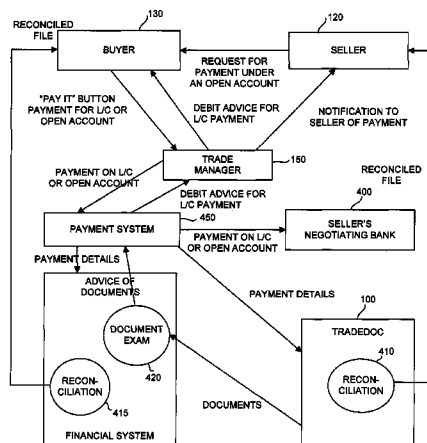 RECONCILED
FILE
130
BUYER
120
SELLER
REQUEST FOR
PAYMENT UNDER
AN OPEN ACCOUNT
"PAY IT" BUTTON
PAYMENT FOR L/C OR
OPEN ACCOUNT
DEBIT ADVICE FOR
L/C PAYMENT
NOTIFICATION TO
SELLER OF PAYMENT
TRADE
MANAGER
150
PAYMENT ON L/C
OR OPEN ACCOUNT
DEBIT ADVICE FOR
L/C PAYMENT
RECONCILED
FILE
400
SELLER'S
NEGOTIATING BANK
450
PAYMENT SYSTEM
PAYMENT ON L/C
OR OPEN ACCOUNT
PAYMENT DETAILS
ADVICE OF
DOCUMENTS
PAYMENT DETAILS
100
DOCUMENT
EXAM
420
TRADEDOC
410
RECON-
CILIATION
415
RECON-
CILIATION
DOCUMENTS
FINANCIAL SYSTEM